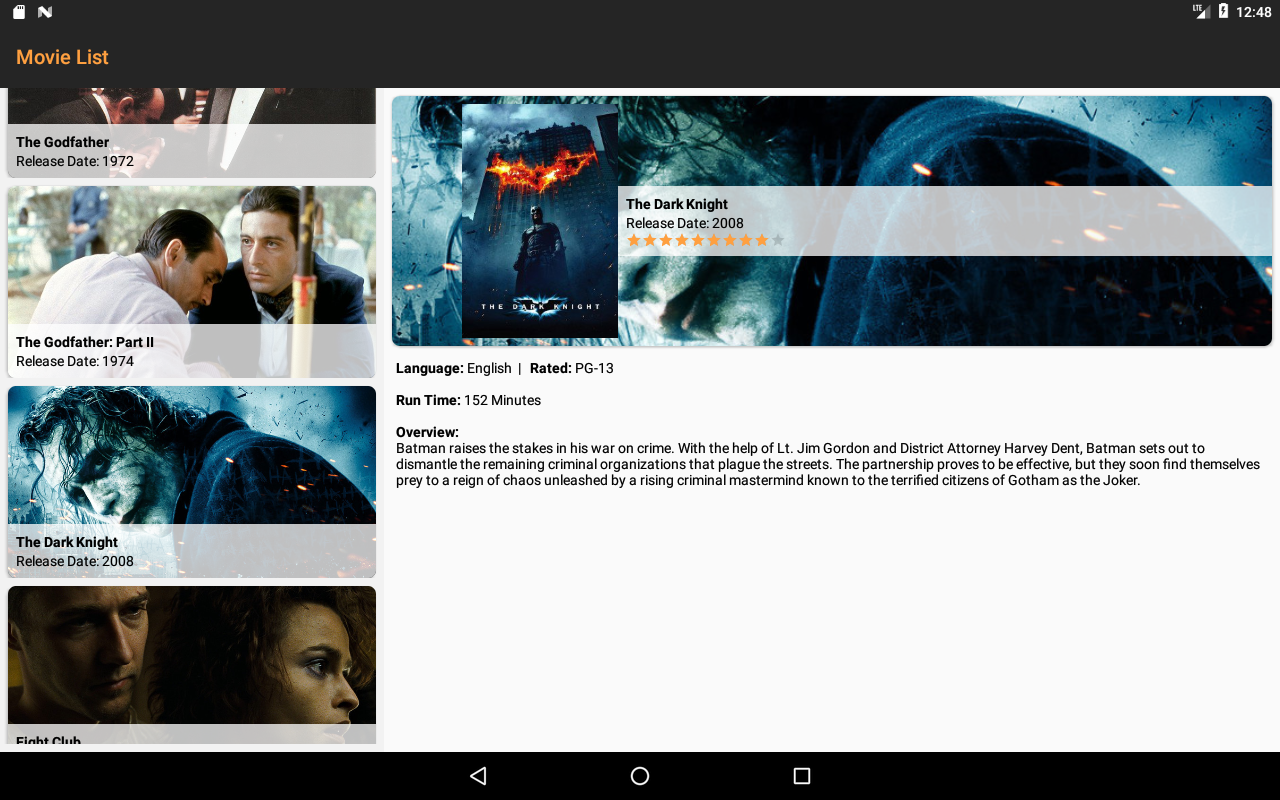 LTE 12:48
Movie List
The Godfather
Release Date: 1972
The Godfather: Part II
Release Date: 1974
The Dark Knight
Release Date: 2008
Fight Club
THE DARK KNIGHT
The Dark Knight
Release Date: 2008
Language: English | Rated: PG-13
Run Time: 152 Minutes
Overview:
Batman raises the stakes in his war on crime. With the help of Lt. Jim Gordon and District Attorney Harvey Dent, Batman sets out to
dismantle the remaining criminal organizations that plague the streets. The partnership proves to be effective, but they soon find themselves
prey to a reign of chaos unleashed by a rising criminal mastermind known to the terrified citizens of Gotham as the Joker.